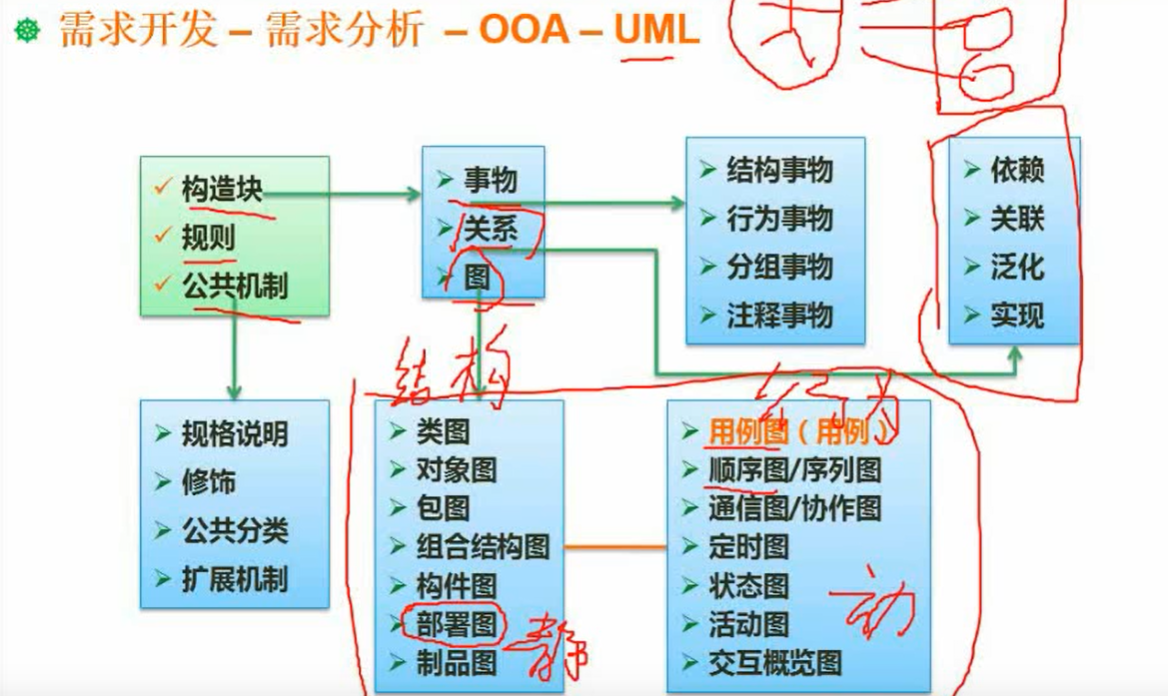 需求开发 – 需求分析 – OOA – UML
构造块
规则
公共机制
事物
关系
图
结构事物
行为事物
分组事物
注释事物
依赖
关联
泛化
实现
结构
行为
规格说明
修饰
公共分类
扩展机制
类图
对象图
包图
组合结构图
构件图
部署图
制品图
静
用例图（用例）
顺序图/序列图
通信图/协作图
定时图
状态图
活动图
交互概览图
动